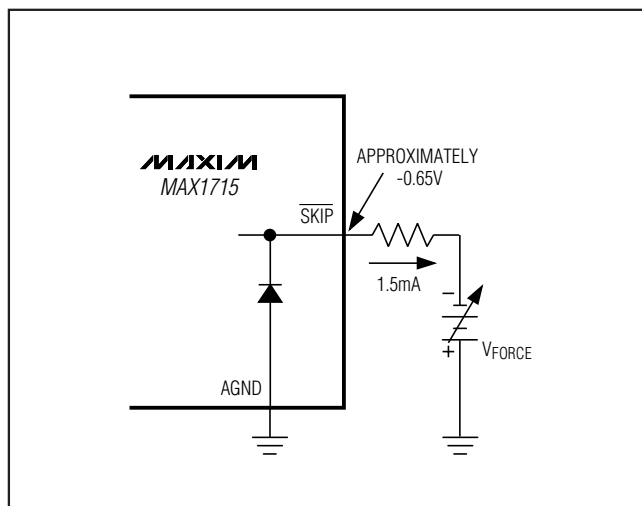 MAXIM
MAX1715
APPROXIMATELY
-0.65V
SKIP
1.5mA
-
+
VFORCE
AGND